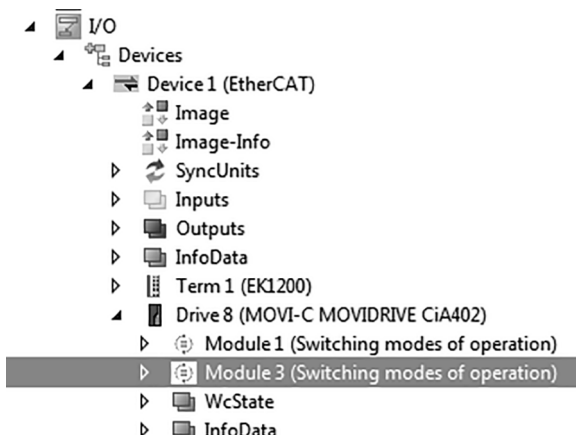 I/O
Devices
Device 1 (EtherCAT)
Image
Image-Info
SyncUnits
Inputs
Outputs
InfoData
Term 1 (EK1200)
Drive 8 (MOVI-C MOVIDRIVE CiA402)
Module 1 (Switching modes of operation)
Module 3 (Switching modes of operation)
WcState
InfoData